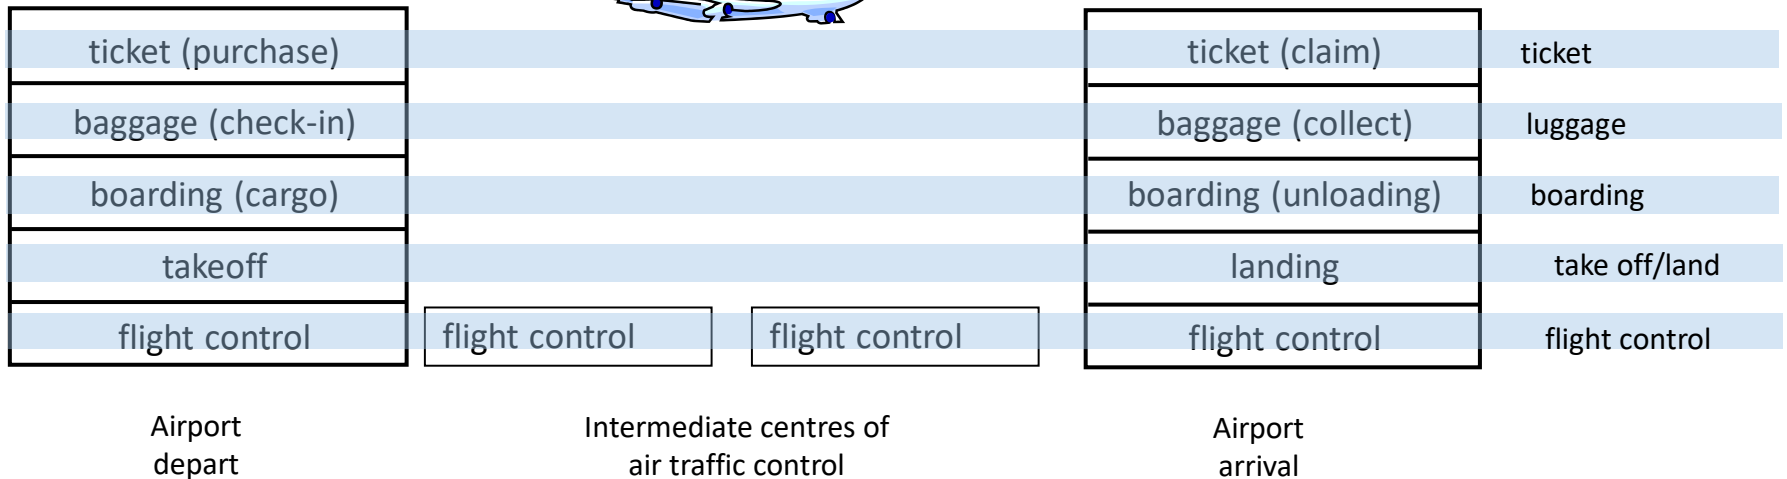 ticket (purchase) ticket (claim) ticket
baggage (check-in) baggage (collect) luggage
boarding (cargo) boarding (unloading) boarding
takeoff landing take off/land
flight control flight control flight control flight control flight control
Airport Intermediate centres of Airport
depart air traffic control arrival